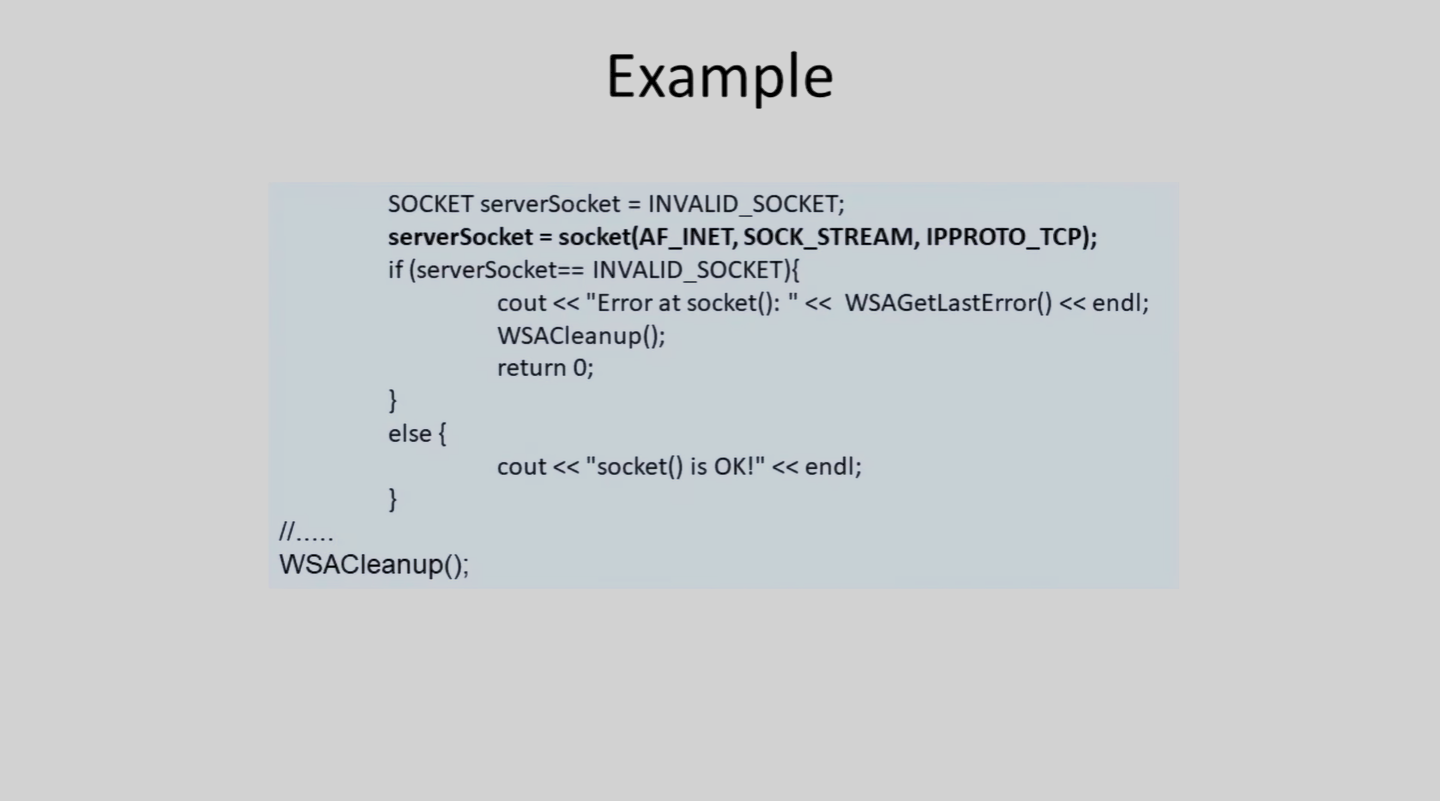 Example
SOCKET serverSocket = INVALID_SOCKET;
serverSocket = socket(AF_INET, SOCK_STREAM, IPPROTO_TCP);
if (serverSocket== INVALID_SOCKET){
cout << "Error at socket(): " <<  WSAGetLastError() << endl;
WSACleanup();
return 0;
}
else {
cout << "socket() is OK!" << endl;
}
//.....
WSACleanup();